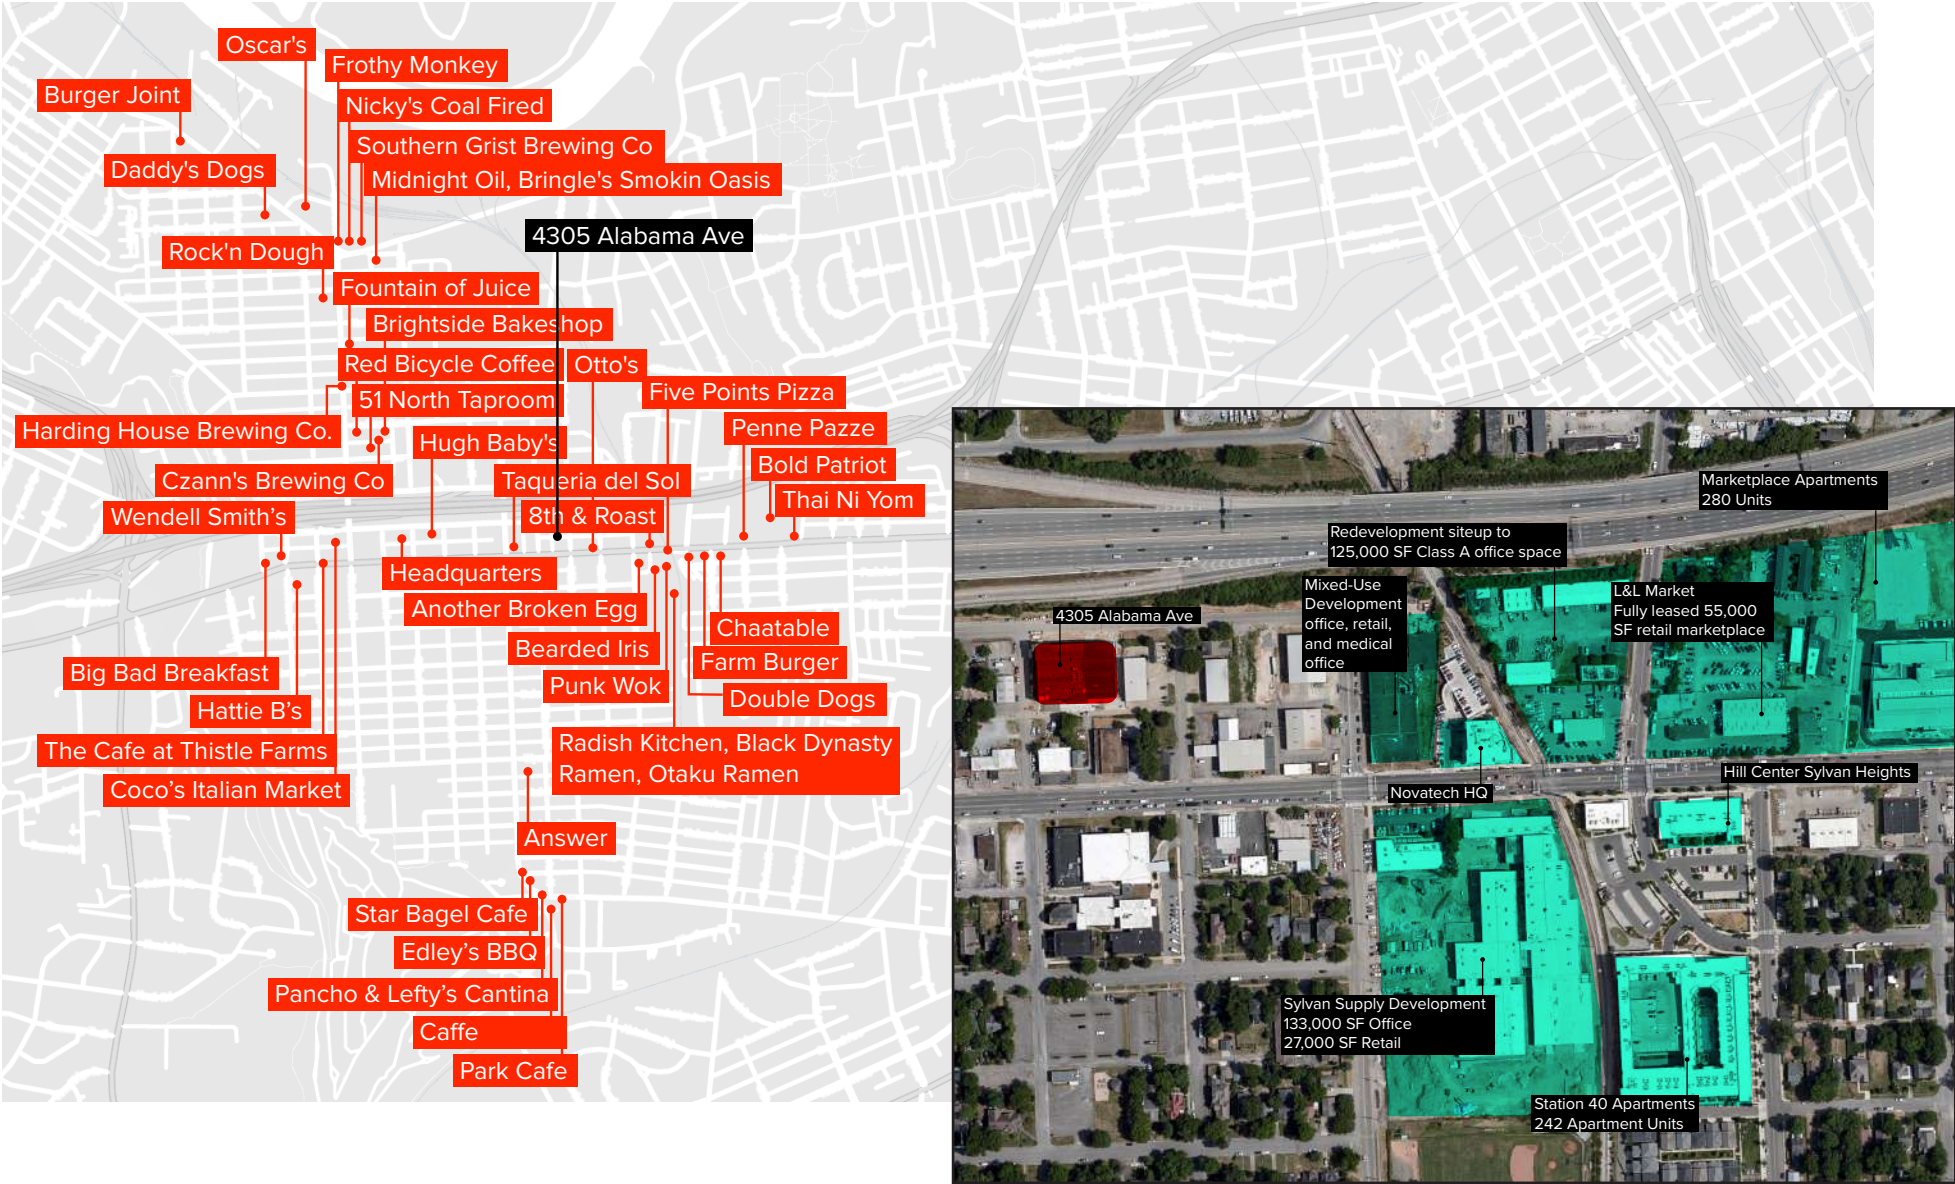 Oscar's
Frothy Monkey
Burger Joint
Nicky's Coal Fired
Southern Grist Brewing Co
Daddy's Dogs
Midnight Oil, Bringle's Smokin Oasis
4305 Alabama Ave
Rock'n Dough
Fountain of Juice
Brightside Bakeshop
Red Bicycle Coffee
Otto's
51 North Taproom
Five Points Pizza
Harding House Brewing Co.
Penne Pazze
Hugh Baby's
Bold Patriot
Czann's Brewing Co
Taqueria del Sol
Thai Ni Yom
Wendell Smith’s
8th & Roast
Headquarters
Another Broken Egg
Chaatable
Bearded Iris
Farm Burger
Big Bad Breakfast
Punk Wok
Double Dogs
Hattie B’s
The Cafe at Thistle Farms
Radish Kitchen, Black Dynasty
Ramen, Otaku Ramen
Coco’s Italian Market
Answer
Star Bagel Cafe
Edley’s BBQ
Pancho & Lefty’s Cantina
Caffe
Park Cafe
Marketplace Apartments
280 Units
Redevelopment siteup to
125,000 SF Class A office space
Mixed-Use
Development
office, retail,
and medical
office
L&L Market
Fully leased 55,000
SF retail marketplace
4305 Alabama Ave
Hill Center Sylvan Heights
Novatech HQ
Sylvan Supply Development
133,000 SF Office
27,000 SF Retail
Station 40 Apartments
242 Apartment Units